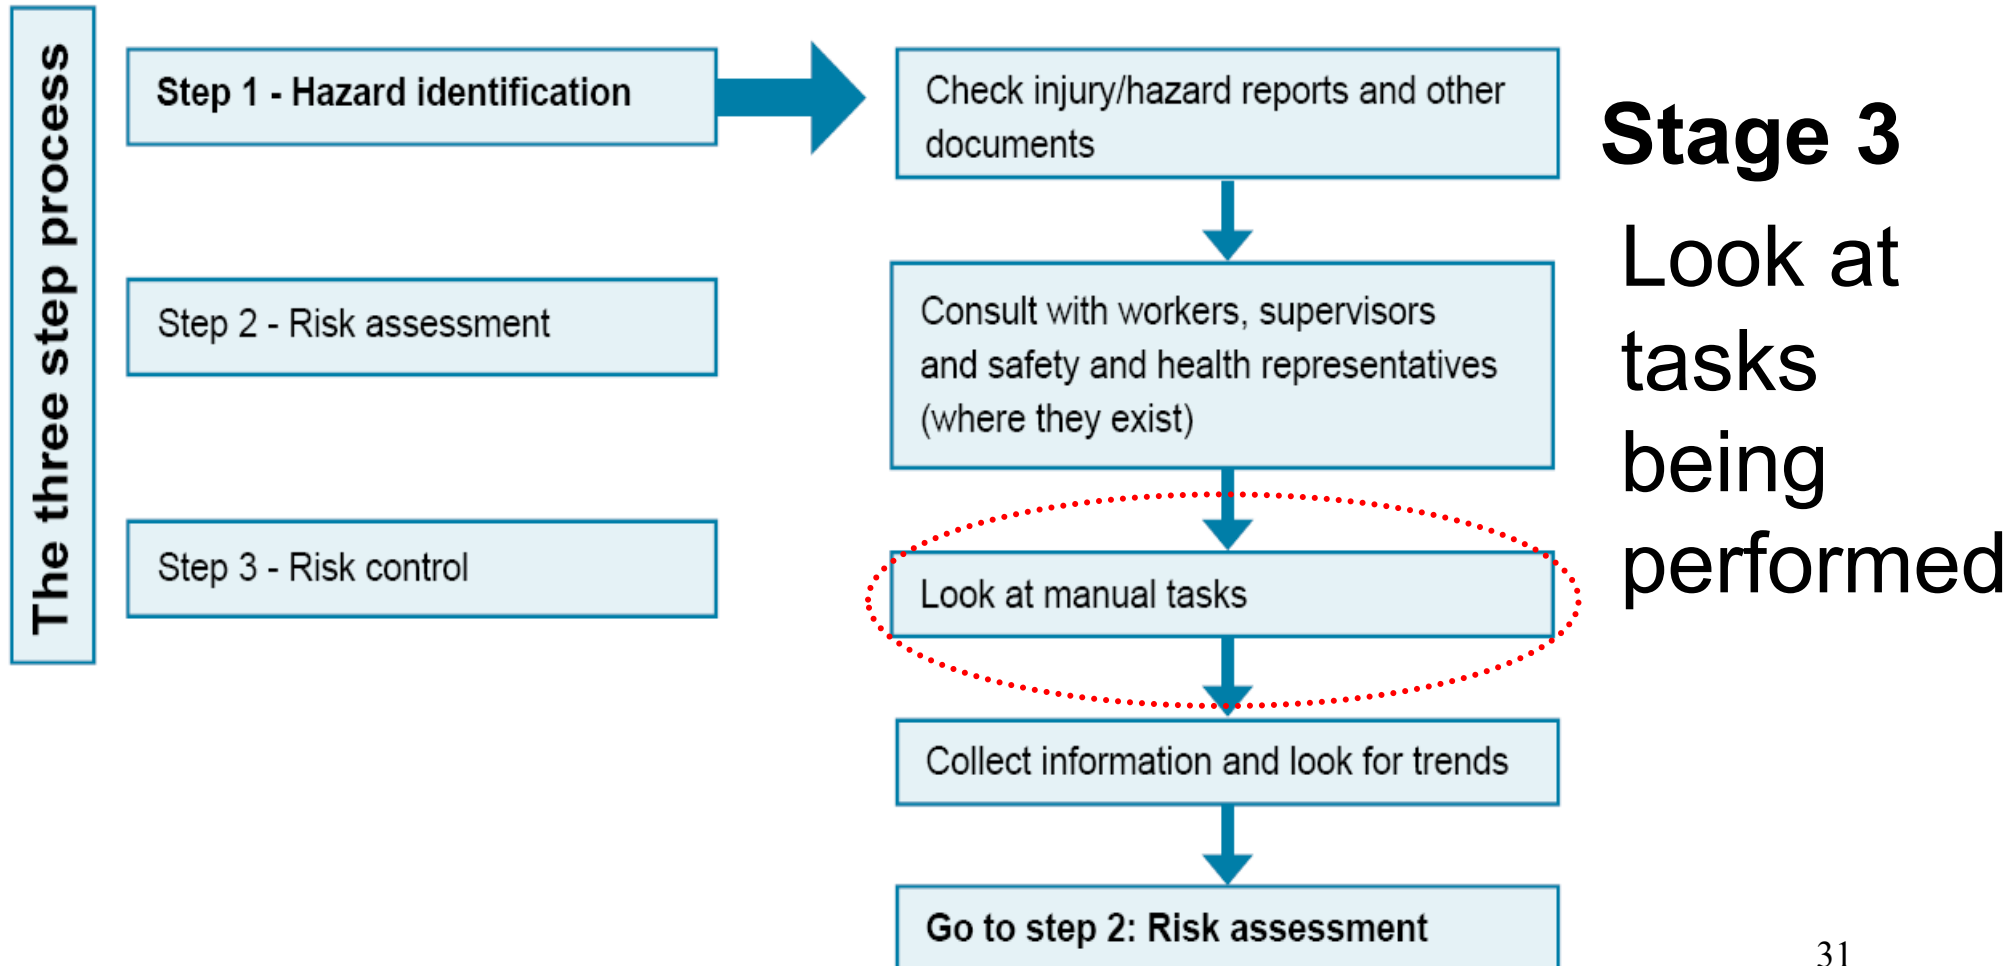 The three step process
Step 1 - Hazard identification
Step 2 - Risk assessment
Step 3 - Risk control
Check injury/hazard reports and other
documents
Consult with workers, supervisors
and safety and health representatives
(where they exist)
Look at manual tasks
Collect information and look for trends
Go to step 2: Risk assessment
Stage 3
Look at
tasks
being
performed
31